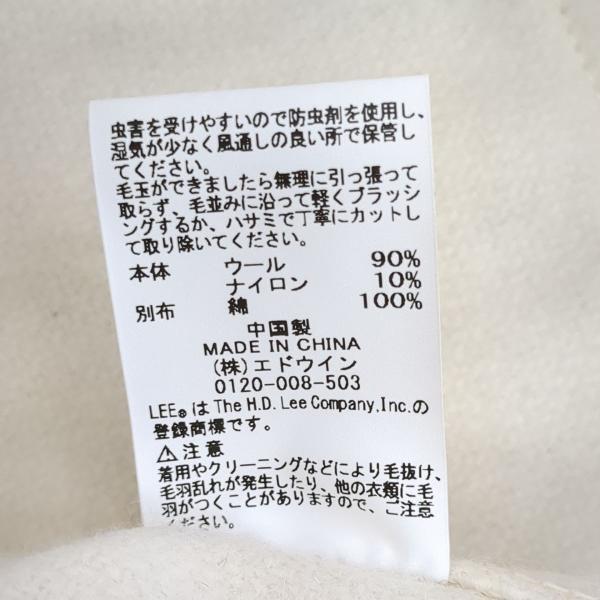 虫害を受けやすいので防虫剤を使用し、
湿気が少なく風通しの良い所で保管し
てください。
毛玉ができましたら無理に引っ張って
取らず、毛並みに沿って軽くブラッシ
ングするか、ハサミで丁寧にカットし
て取り除いてください。
本体 ウール 90%
ナイロン 10%
別布 綿 100%
中国製
MADE IN CHINA
(株)エドウイン
0120-008-503
LEE®は The H.D. Lee Company, Inc.の
登録商標です。
⚠注意
着用やクリーニングなどにより毛抜け、
毛羽乱れが発生したり、他の衣類に毛
羽がつくことがありますので、ご注意
ください。